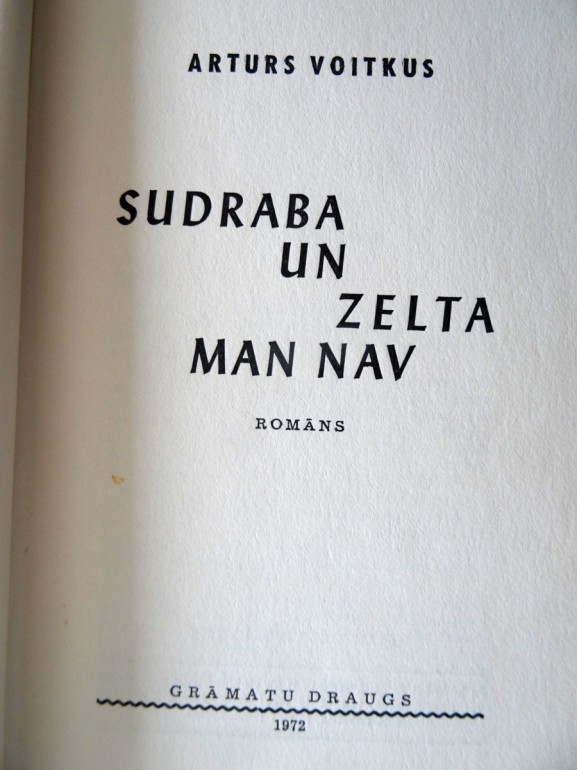 ARTURS VOITKUS
SUDRABA
UN
ZELTA
MAN NAV
ROMĀNS
GRĀMATU DRAUGS
1972